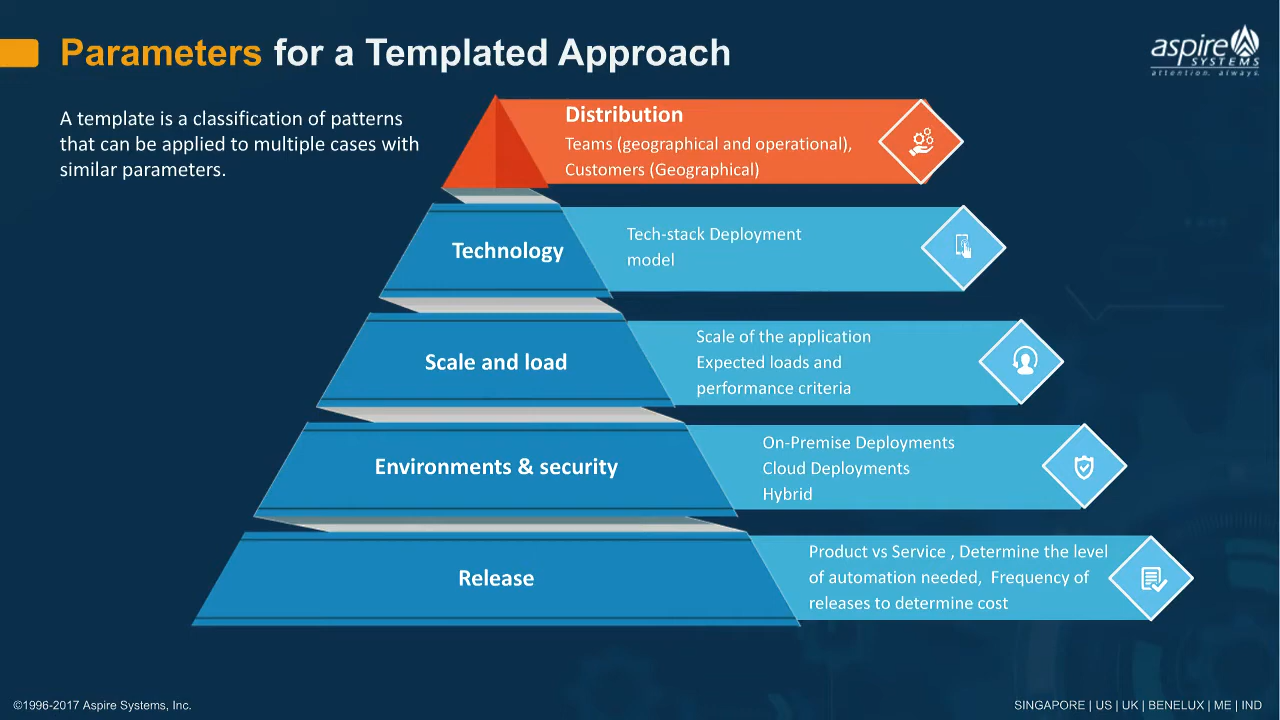 Parameters for a Templated Approach
aspire
SYSTEMS
attention. always.
A template is a classification of patterns
that can be applied to multiple cases with
similar parameters.
Distribution
Teams (geographical and operational),
Customers (Geographical)
Technology
Tech-stack Deployment
model
Scale and load
Scale of the application
Expected loads and
performance criteria
Environments & security
On-Premise Deployments
Cloud Deployments
Hybrid
Release
Product vs Service , Determine the level
of automation needed,  Frequency of
releases to determine cost
©1996-2017 Aspire Systems, Inc.
SINGAPORE | US | UK | BENELUX | ME | IND